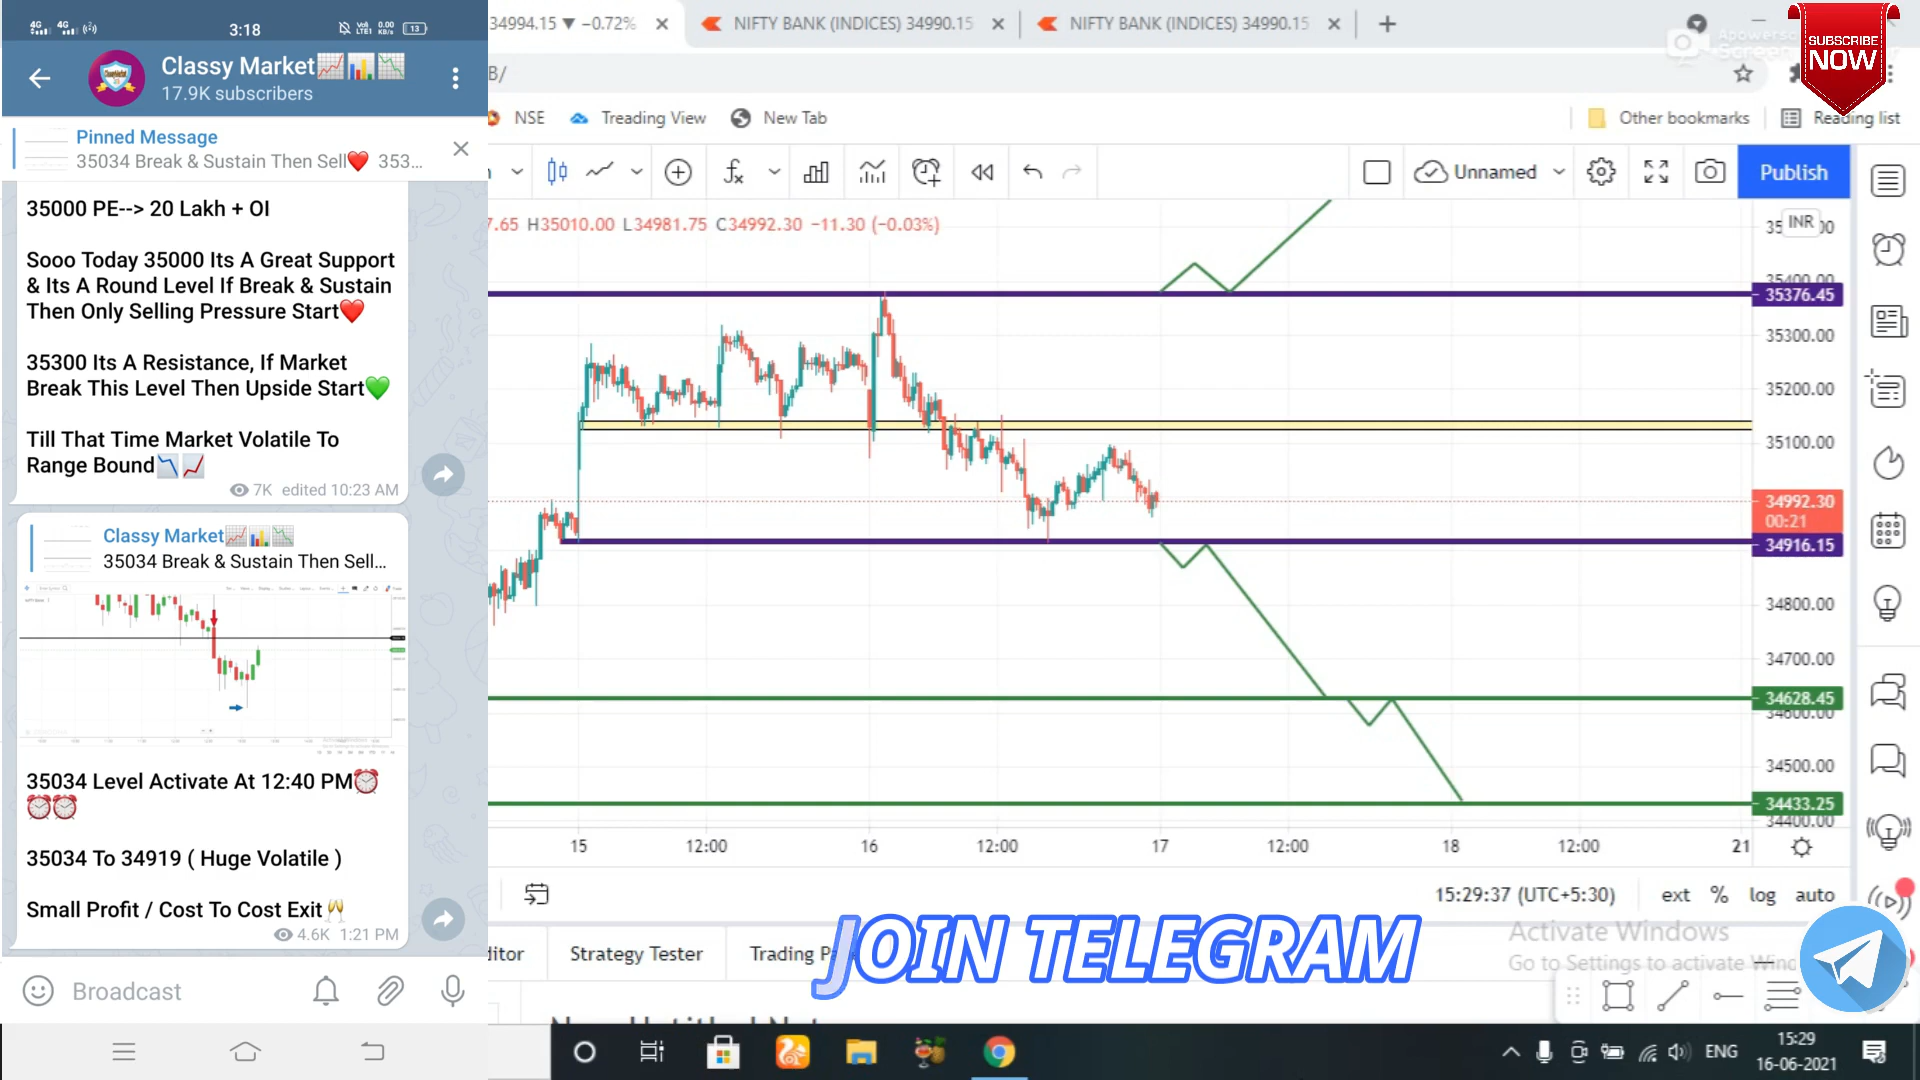 3:18
Classy Market
17.9K subscribers
Pinned Message
35034 Break & Sustain Then Sell❤️ 353...
35000 PE--> 20 Lakh + OI
Sooo Today 35000 Its A Great Support
& Its A Round Level If Break & Sustain
Then Only Selling Pressure Start❤️
35300 Its A Resistance, If Market
Break This Level Then Upside Start💚
Till That Time Market Volatile To
Range Bound📉📈
7K edited 10:23 AM
Classy Market📈📊💹
35034 Break & Sustain Then Sell...
35034 Level Activate At 12:40 PM⏰
⏰⏰
35034 To 34919 ( Huge Volatile )
Small Profit / Cost To Cost Exit🥂
4.6K 1:21 PM
Broadcast
34994.15 ▼ −0.72%
NIFTY BANK (INDICES) 34990.15
NIFTY BANK (INDICES) 34990.15
SUBSCRIBE
NOW
B/
NSE
Treading View
New Tab
Other bookmarks
Reading list
Unnamed
Publish
7.65 H35010.00 L34981.75 C34992.30 −11.30 (−0.03%)
INR
35376.45
35300.00
35200.00
35100.00
34992.30
00:21
34916.15
34800.00
34700.00
34628.45
34600.00
34500.00
34433.25
34400.00
15 12:00 16 12:00 17 12:00 18 12:00 21
15:29:37 (UTC+5:30) ext % log auto
Strategy Tester
JOIN TELEGRAM
Activate Windows
ENG
15:29
16-06-2021